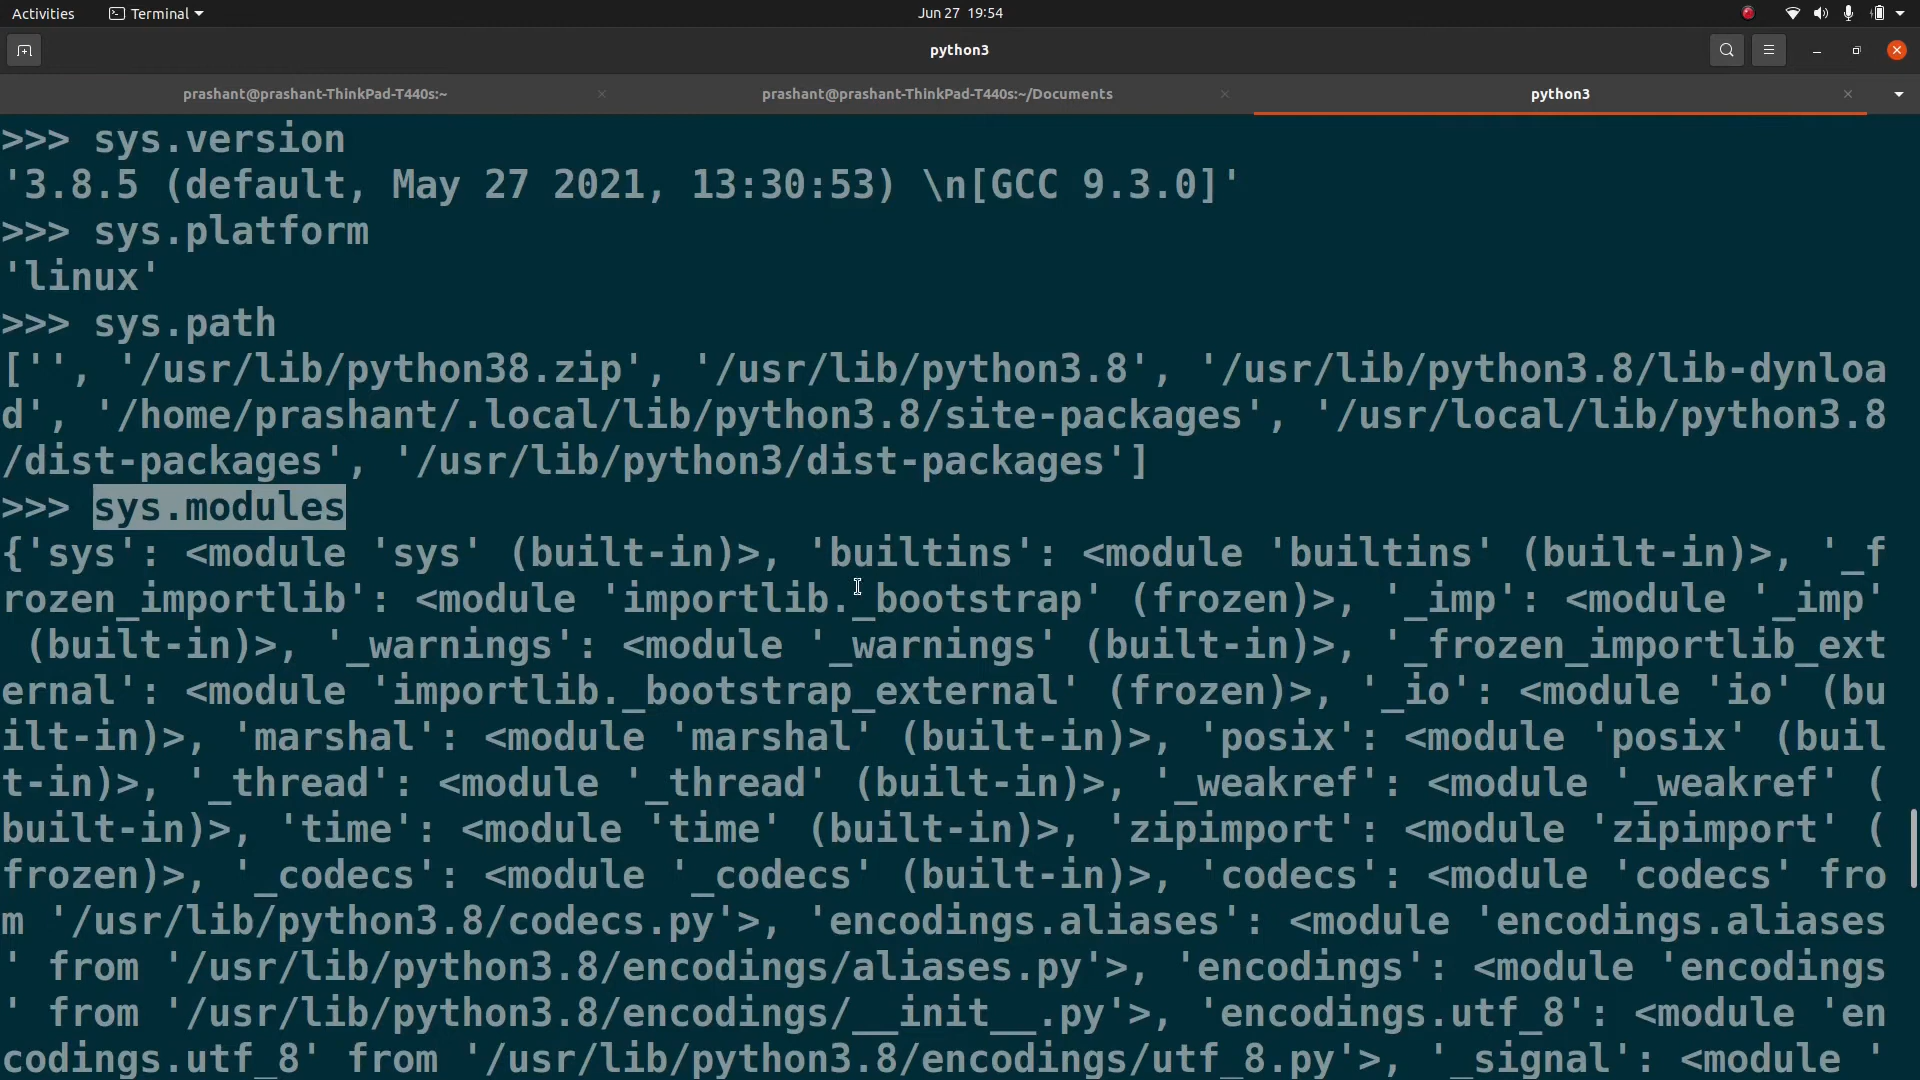 Activities Terminal Jun 27 19:54
python3
prashant@prashant-ThinkPad-T440s:~ prashant@prashant-ThinkPad-T440s:~/Documents python3
>>> sys.version
'3.8.5 (default, May 27 2021, 13:30:53) \n[GCC 9.3.0]'
>>> sys.platform
'linux'
>>> sys.path
['', '/usr/lib/python38.zip', '/usr/lib/python3.8', '/usr/lib/python3.8/lib-dynloa
d', '/home/prashant/.local/lib/python3.8/site-packages', '/usr/local/lib/python3.8
/dist-packages', '/usr/lib/python3/dist-packages']
>>> sys.modules
{'sys': <module 'sys' (built-in)>, 'builtins': <module 'builtins' (built-in)>, '_f
rozen_importlib': <module 'importlib._bootstrap' (frozen)>, '_imp': <module '_imp'
 (built-in)>, '_warnings': <module '_warnings' (built-in)>, '_frozen_importlib_ext
ernal': <module 'importlib._bootstrap_external' (frozen)>, '_io': <module 'io' (bu
ilt-in)>, 'marshal': <module 'marshal' (built-in)>, 'posix': <module 'posix' (buil
t-in)>, '_thread': <module '_thread' (built-in)>, '_weakref': <module '_weakref' (
built-in)>, 'time': <module 'time' (built-in)>, 'zipimport': <module 'zipimport' (
frozen)>, '_codecs': <module '_codecs' (built-in)>, 'codecs': <module 'codecs' fro
m '/usr/lib/python3.8/codecs.py'>, 'encodings.aliases': <module 'encodings.aliases
' from '/usr/lib/python3.8/encodings/aliases.py'>, 'encodings': <module 'encodings
' from '/usr/lib/python3.8/encodings/__init__.py'>, 'encodings.utf_8': <module 'en
codings.utf_8' from '/usr/lib/python3.8/encodings/utf_8.py'>, '_signal': <module '